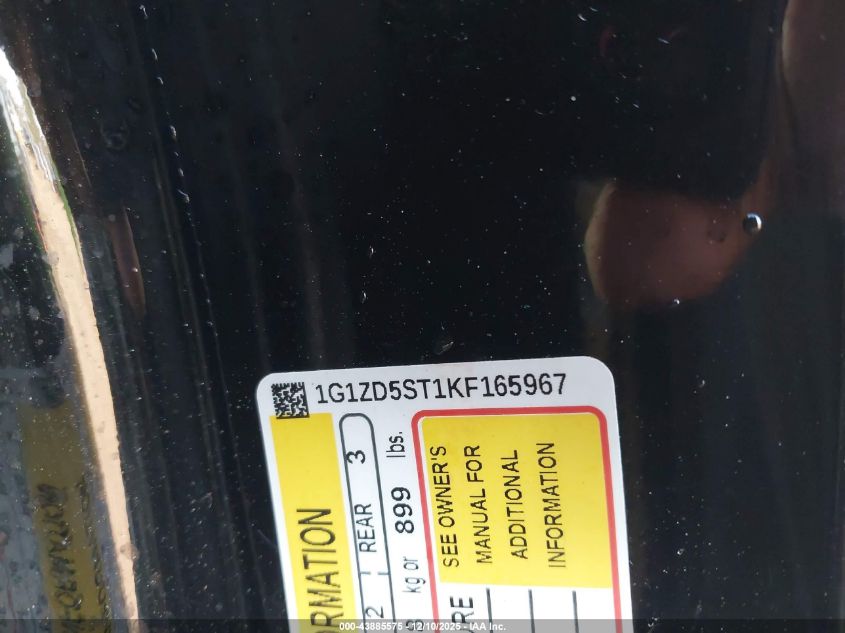 1G1ZD5ST1KF165967
RMATION
2 REAR 3
kg or 899 lbs.
RE
SEE OWNER'S
MANUAL FOR
ADDITIONAL
INFORMATION
000-43885575 - 12/10/2025 - IAA Inc.